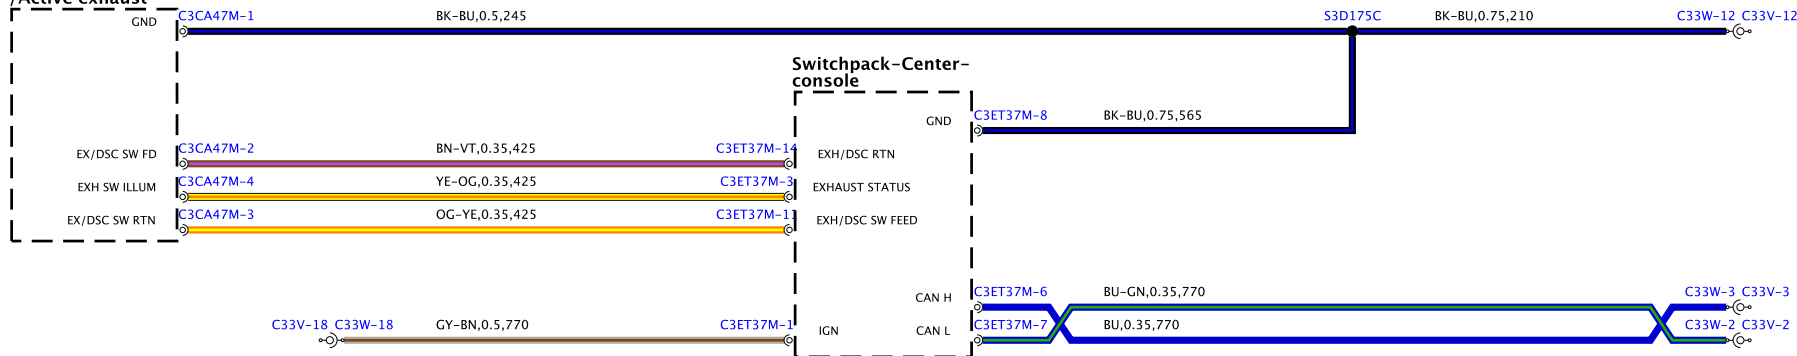 /Active exhaust
GND
C3CA47M-1
BK-BU,0.5,245
S3D175C
BK-BU,0.75,210
C33W-12
C33V-12
Switchpack-Center-
console
GND
C3ET37M-8
BK-BU,0.75,565
EX/DSC SW FD
C3CA47M-2
BN-VT,0.35,425
C3ET37M-14
EXH/DSC RTN
EXH SW ILLUM
C3CA47M-4
YE-OG,0.35,425
C3ET37M-3
EXHAUST STATUS
EX/DSC SW RTN
C3CA47M-3
OG-YE,0.35,425
C3ET37M-11
EXH/DSC SW FEED
CAN H
C3ET37M-6
BU-GN,0.35,770
C33W-3
C33V-3
C33V-18
C33W-18
GY-BN,0.5,770
C3ET37M-1
IGN
CAN L
C3ET37M-7
BU,0.35,770
C33W-2
C33V-2